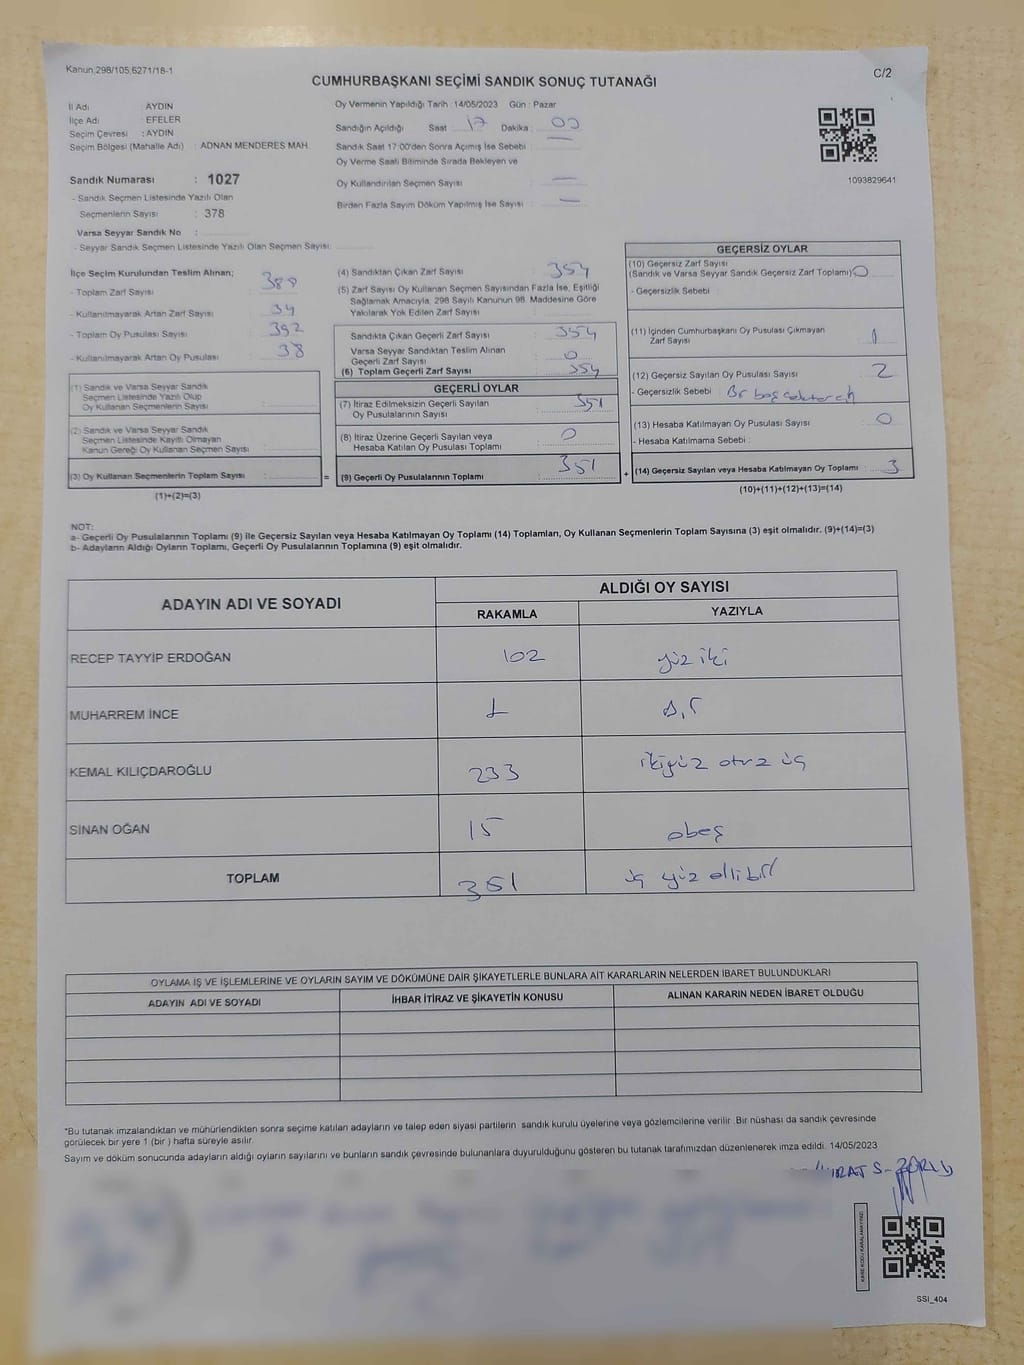 Kanun:298/105,6271/18-1
C/2
CUMHURBAŞKANI SEÇİMİ SANDIK SONUÇ TUTANAĞI
İl Adı : AYDIN
İlçe Adı : EFELER
Seçim Çevresi : AYDIN
Seçim Bölgesi (Mahalle Adı) : ADNAN MENDERES MAH.
Sandık Numarası : 1027
- Sandık Seçmen Listesinde Yazılı Olan
Seçmenlerin Sayısı : 378
Varsa Seyyar Sandık No :
- Seyyar Sandık Seçmen Listesinde Yazılı Olan Seçmen Sayısı:
Oy Vermenin Yapıldığı Tarih : 14/05/2023 Gün : Pazar
Sandığın Açıldığı Saat : 17 Dakika : 00
Sandık Saat 17:00'den Sonra Açımış İse Sebebi : —
Oy Verme Saati Bitiminde Sırada Bekleyen ve
Oy Kullandırılan Seçmen Sayısı : —
Birden Fazla Sayım Döküm Yapılmış İse Sayısı : —
1093829641
İlçe Seçim Kurulundan Teslim Alınan;
- Toplam Zarf Sayısı : 388
- Kullanılmayarak Artan Zarf Sayısı : 34
- Toplam Oy Pusulası Sayısı : 392
- Kullanılmayarak Artan Oy Pusulası : 38
(1) Sandık ve Varsa Seyyar Sandık
Seçmen Listesinde Yazılı Olup
Oy Kullanan Seçmenlerin Sayısı :
(2) Sandık ve Varsa Seyyar Sandık
Seçmen Listesinde Kayıtlı Olmayan
Kanun Gereği Oy Kullanan Seçmen Sayısı :
(3) Oy Kullanan Seçmenlerin Toplam Sayısı :
(1)+(2)=(3)
(4) Sandıktan Çıkan Zarf Sayısı : 354
(5) Zarf Sayısı Oy Kullanan Seçmen Sayısından Fazla İse, Eşitliği
Sağlamak Amacıyla, 298 Sayılı Kanunun 98. Maddesine Göre
Yakılarak Yok Edilen Zarf Sayısı :
Sandıkta Çıkan Geçerli Zarf Sayısı : 354
Varsa Seyyar Sandıktan Teslim Alınan
Geçerli Zarf Sayısı : 0
(6) Toplam Geçerli Zarf Sayısı : 354
GEÇERLİ OYLAR
(7) İtiraz Edilmeksizin Geçerli Sayılan
Oy Pusulalarının Sayısı : 351
(8) İtiraz Üzerine Geçerli Sayılan veya
Hesaba Katılan Oy Pusulası Toplamı : 0
= (9) Geçerli Oy Pusulalarının Toplamı : 351
GEÇERSİZ OYLAR
(10) Geçersiz Zarf Sayısı
(Sandık ve Varsa Seyyar Sandık Geçersiz Zarf Toplamı): 0
- Geçersizlik Sebebi :
(11) İçinden Cumhurbaşkanı Oy Pusulası Çıkmayan
Zarf Sayısı : 1
(12) Geçersiz Sayılan Oy Pusulası Sayısı : 2
- Geçersizlik Sebebi :
(13) Hesaba Katılmayan Oy Pusulası Sayısı : 0
- Hesaba Katılmama Sebebi :
+ (14) Geçersiz Sayılan veya Hesaba Katılmayan Oy Toplamı : 3
(10)+(11)+(12)+(13)=(14)
NOT:
a- Geçerli Oy Pusulalarının Toplamı (9) ile Geçersiz Sayılan veya Hesaba Katılmayan Oy Toplamı (14) Toplamları, Oy Kullanan Seçmenlerin Toplam Sayısına (3) eşit olmalıdır. (9)+(14)=(3)
b- Adayların Aldığı Oyların Toplamı, Geçerli Oy Pusulalarının Toplamına (9) eşit olmalıdır.
ADAYIN ADI VE SOYADI ALDIĞI OY SAYISI
RAKAMLA YAZIYLA
RECEP TAYYİP ERDOĞAN 102 yüz iki
MUHARREM İNCE 1 bir
KEMAL KILIÇDAROĞLU 233 ikiyüz otuz üç
SİNAN OĞAN 15 obeş
TOPLAM 351 üç yüz ellibir
OYLAMA İŞ VE İŞLEMLERİNE VE OYLARIN SAYIM VE DÖKÜMÜNE DAİR ŞİKAYETLERLE BUNLARA AİT KARARLARIN NELERDEN İBARET BULUNDUKLARI
ADAYIN ADI VE SOYADI İHBAR İTİRAZ VE ŞİKAYETİN KONUSU ALINAN KARARIN NEDEN İBARET OLDUĞU
*Bu tutanak imzalandıktan ve mühürlendikten sonra seçime katılan adayların ve talep eden siyasi partilerin sandık kurulu üyelerine veya gözlemcilerine verilir. Bir nüshası da sandık çevresinde
görülecek bir yere 1 (bir ) hafta süreyle asılır.
Sayım ve döküm sonucunda adayların aldığı oyların sayılarını ve bunların sandık çevresinde bulunanlara duyurulduğunu gösteren bu tutanak tarafımızdan düzenlenerek imza edildi. 14/05/2023
KARE KODU KARALAMAYINIZ!
SSI_404